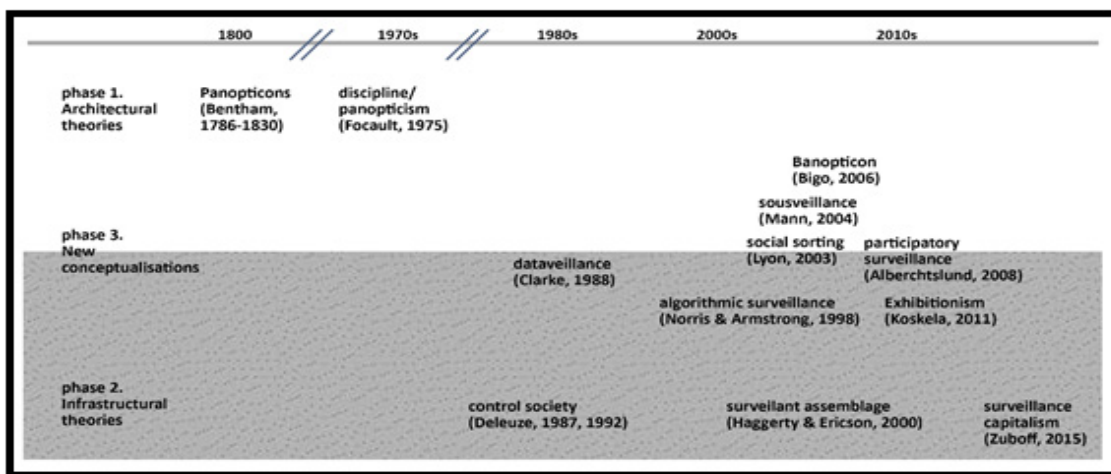 1800 1970s 1980s 2000s 2010s
phase 1.
Architectural
theories
Panopticons
(Bentham,
1786-1830)
discipline/
panopticism
(Focault, 1975)
Banopticon
(Bigo, 2006)
sousveillance
(Mann, 2004)
phase 3.
New
conceptualisations
social sorting
(Lyon, 2003)
participatory
surveillance
(Alberchtslund, 2008)
dataveillance
(Clarke, 1988)
algorithmic surveillance
(Norris & Armstrong, 1998)
Exhibitionism
(Koskela, 2011)
phase 2.
Infrastructural
theories
control society
(Deleuze, 1987, 1992)
surveilant assemblage
(Haggerty & Ericson, 2000)
surveillance
capitalism
(Zuboff, 2015)